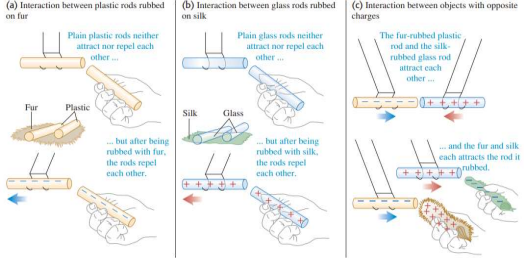 (a) Interaction between plastic rods rubbed
on fur
Plain plastic rods neither
attract nor repel each
other ...
Fur
Plastic
... but after being
rubbed with fur,
the rods repel
each other.
(b) Interaction between glass rods rubbed
on silk
Plain glass rods neither
attract nor repel each
other ...
Silk
Glass
... but after being
rubbed with silk,
the rods repel
each other.
(c) Interaction between objects with opposite
charges
The fur-rubbed plastic
rod and the silk-
rubbed glass rod
attract each
other ...
... and the fur and silk
each attracts the rod it
rubbed.